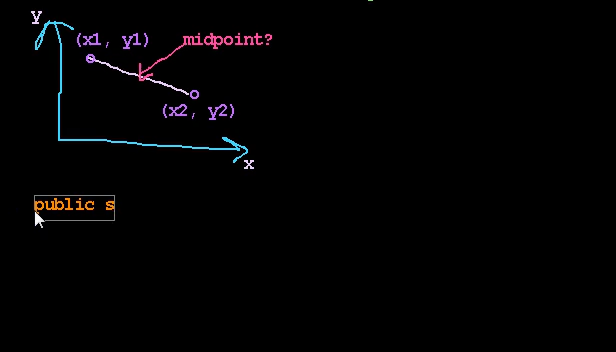 y
(x1, y1)
midpoint?
(x2, y2)
x
public s